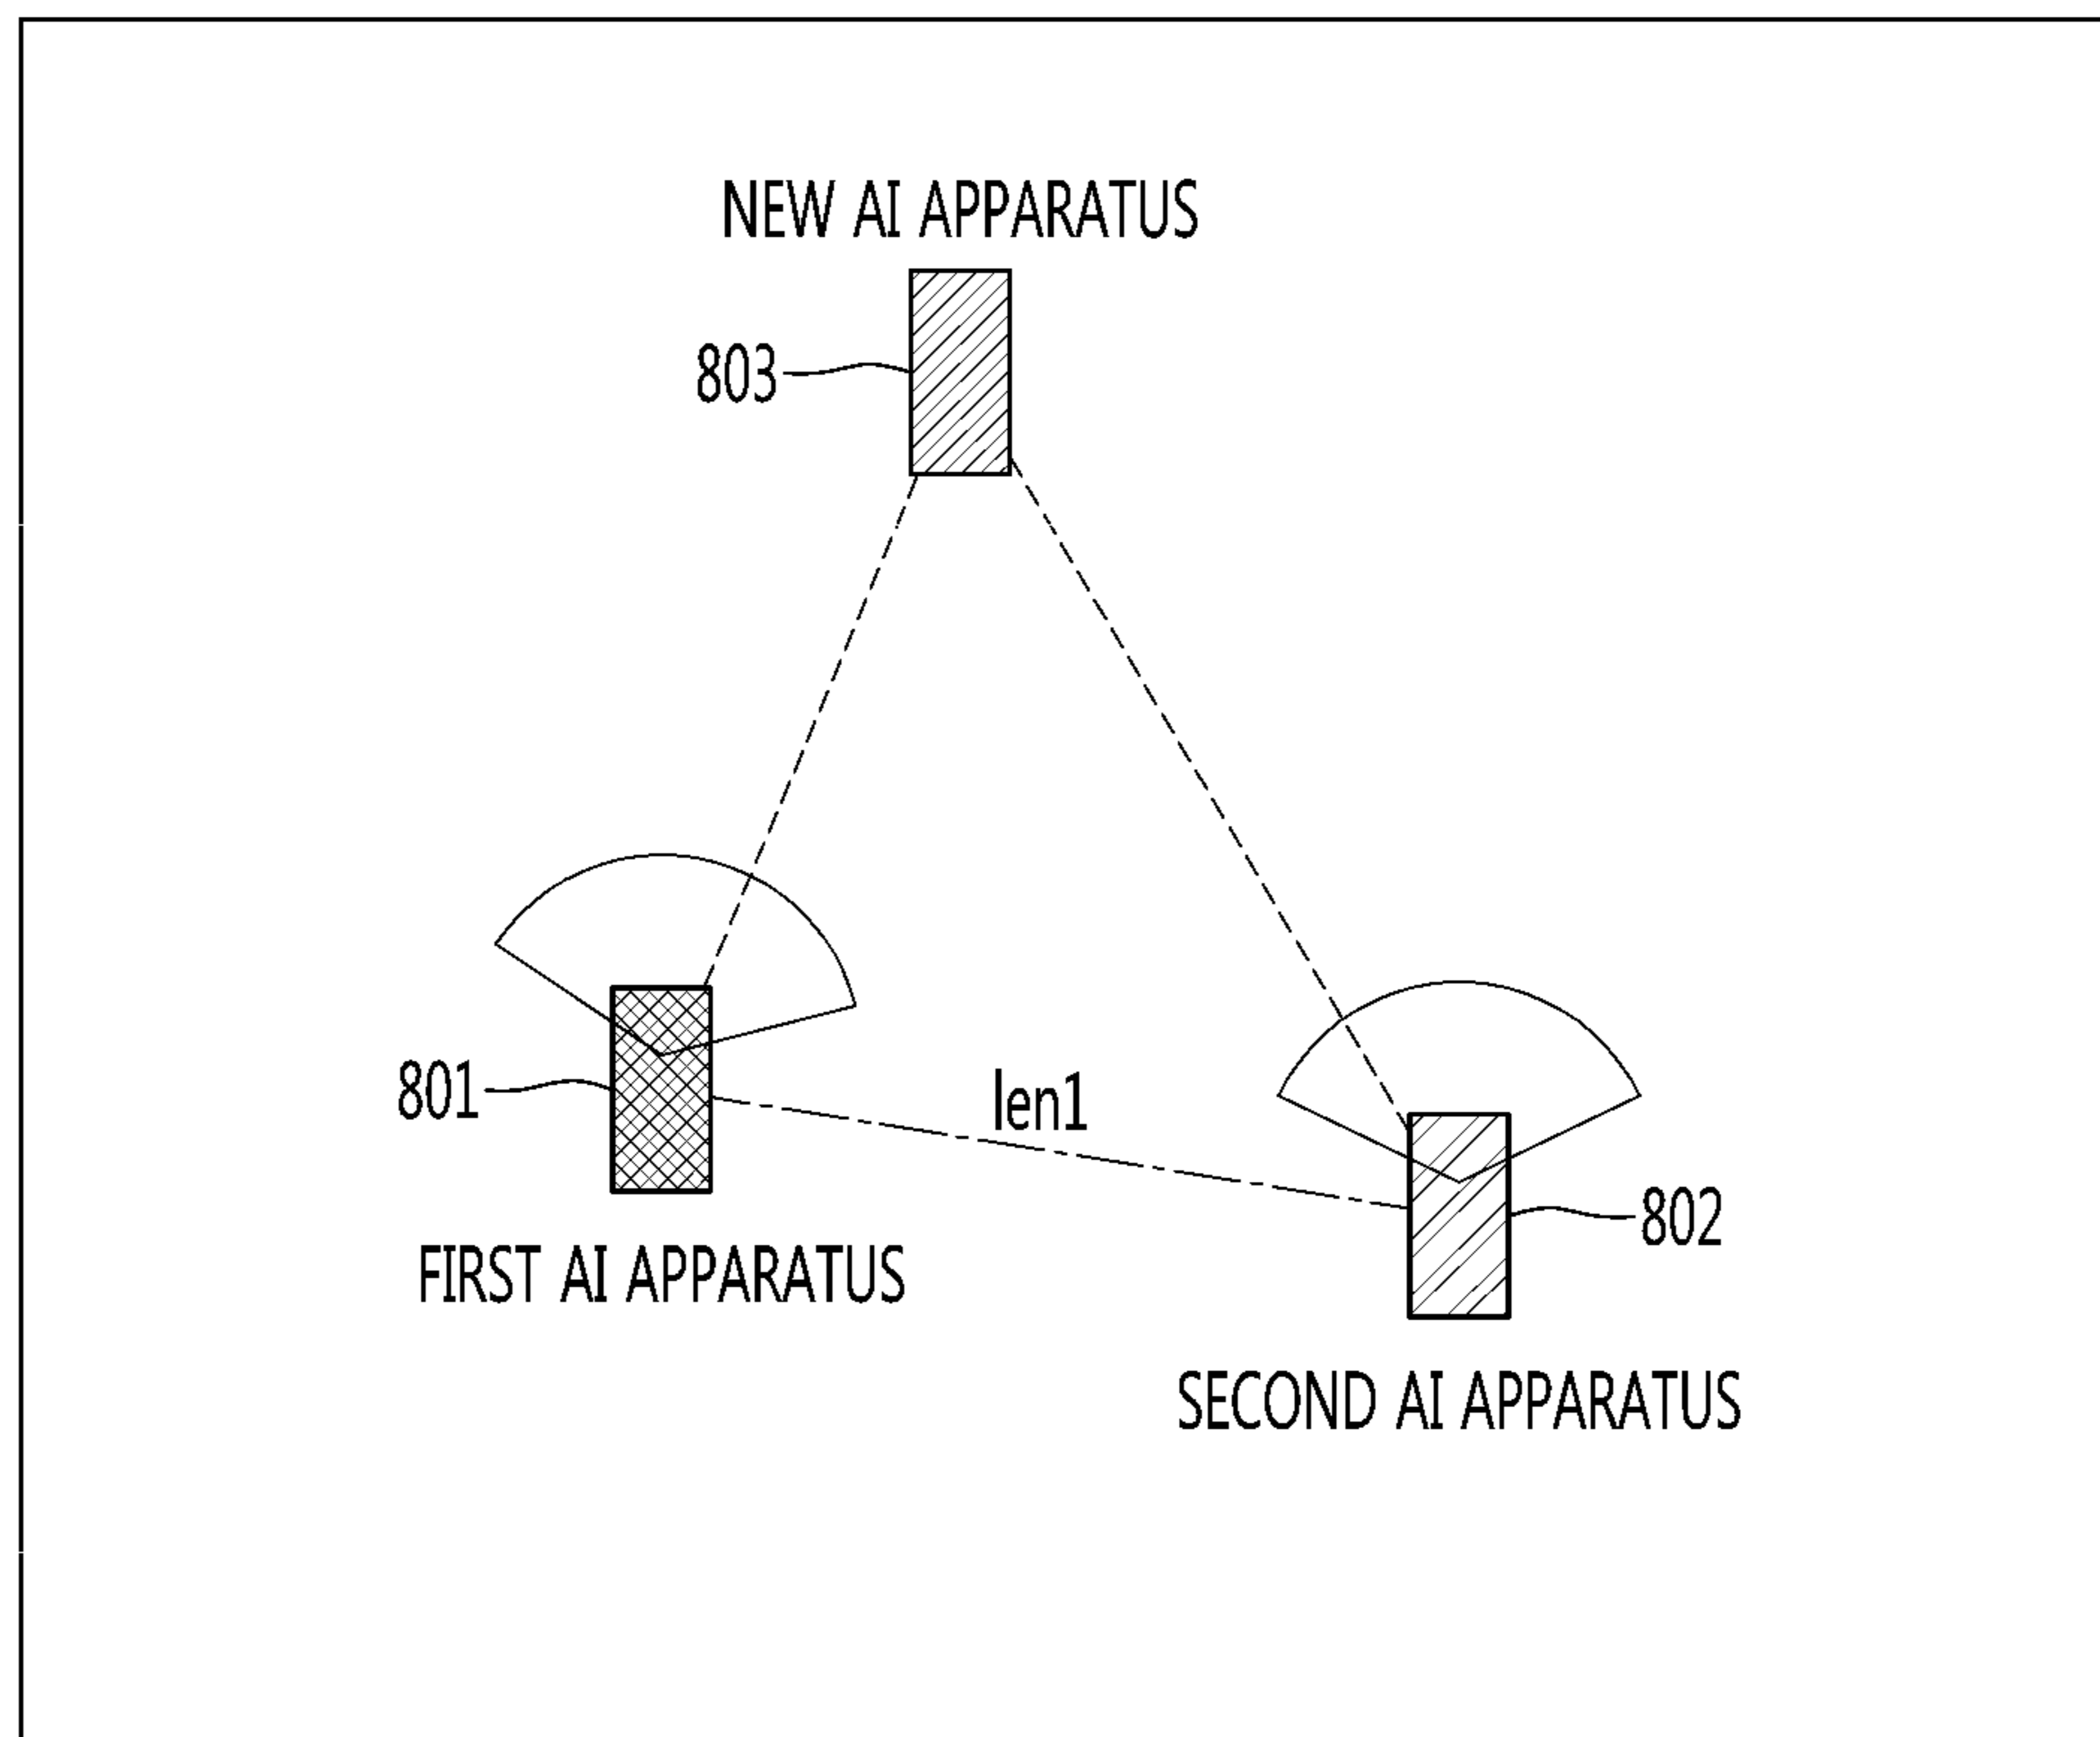 NEW AI APPARATUS
803
801
len1
802
FIRST AI APPARATUS
SECOND AI APPARATUS